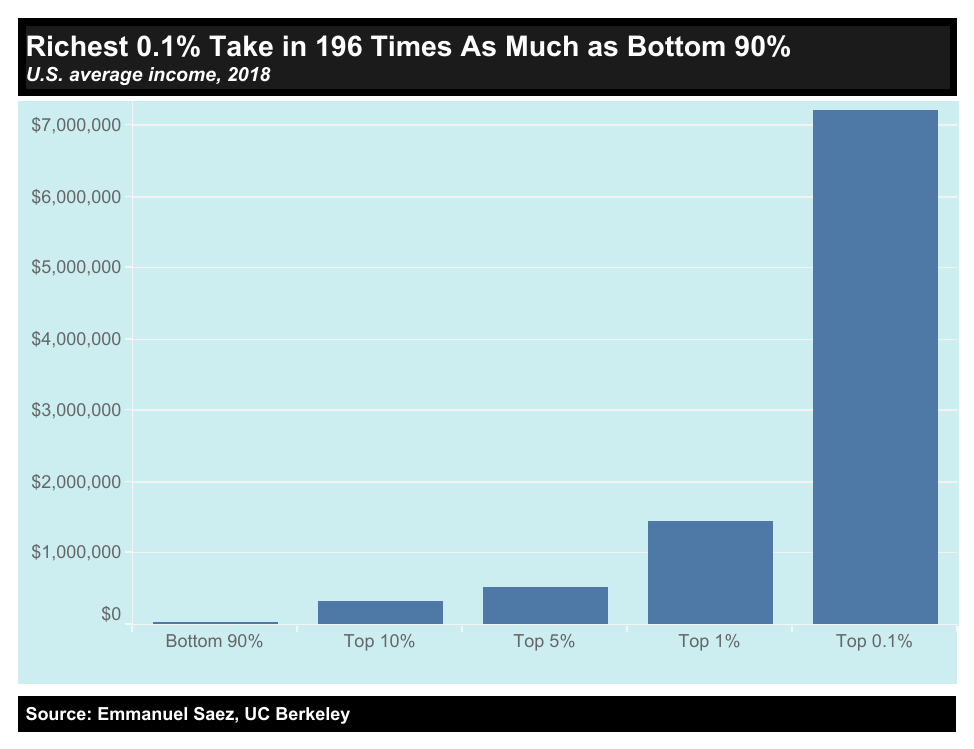 Richest 0.1% Take in 196 Times As Much as Bottom 90%
U.S. average income, 2018
$7,000,000
$6,000,000
$5,000,000
$4,000,000
$3,000,000
$2,000,000
$1,000,000
$0
Bottom 90% Top 10% Top 5% Top 1% Top 0.1%
Source: Emmanuel Saez, UC Berkeley